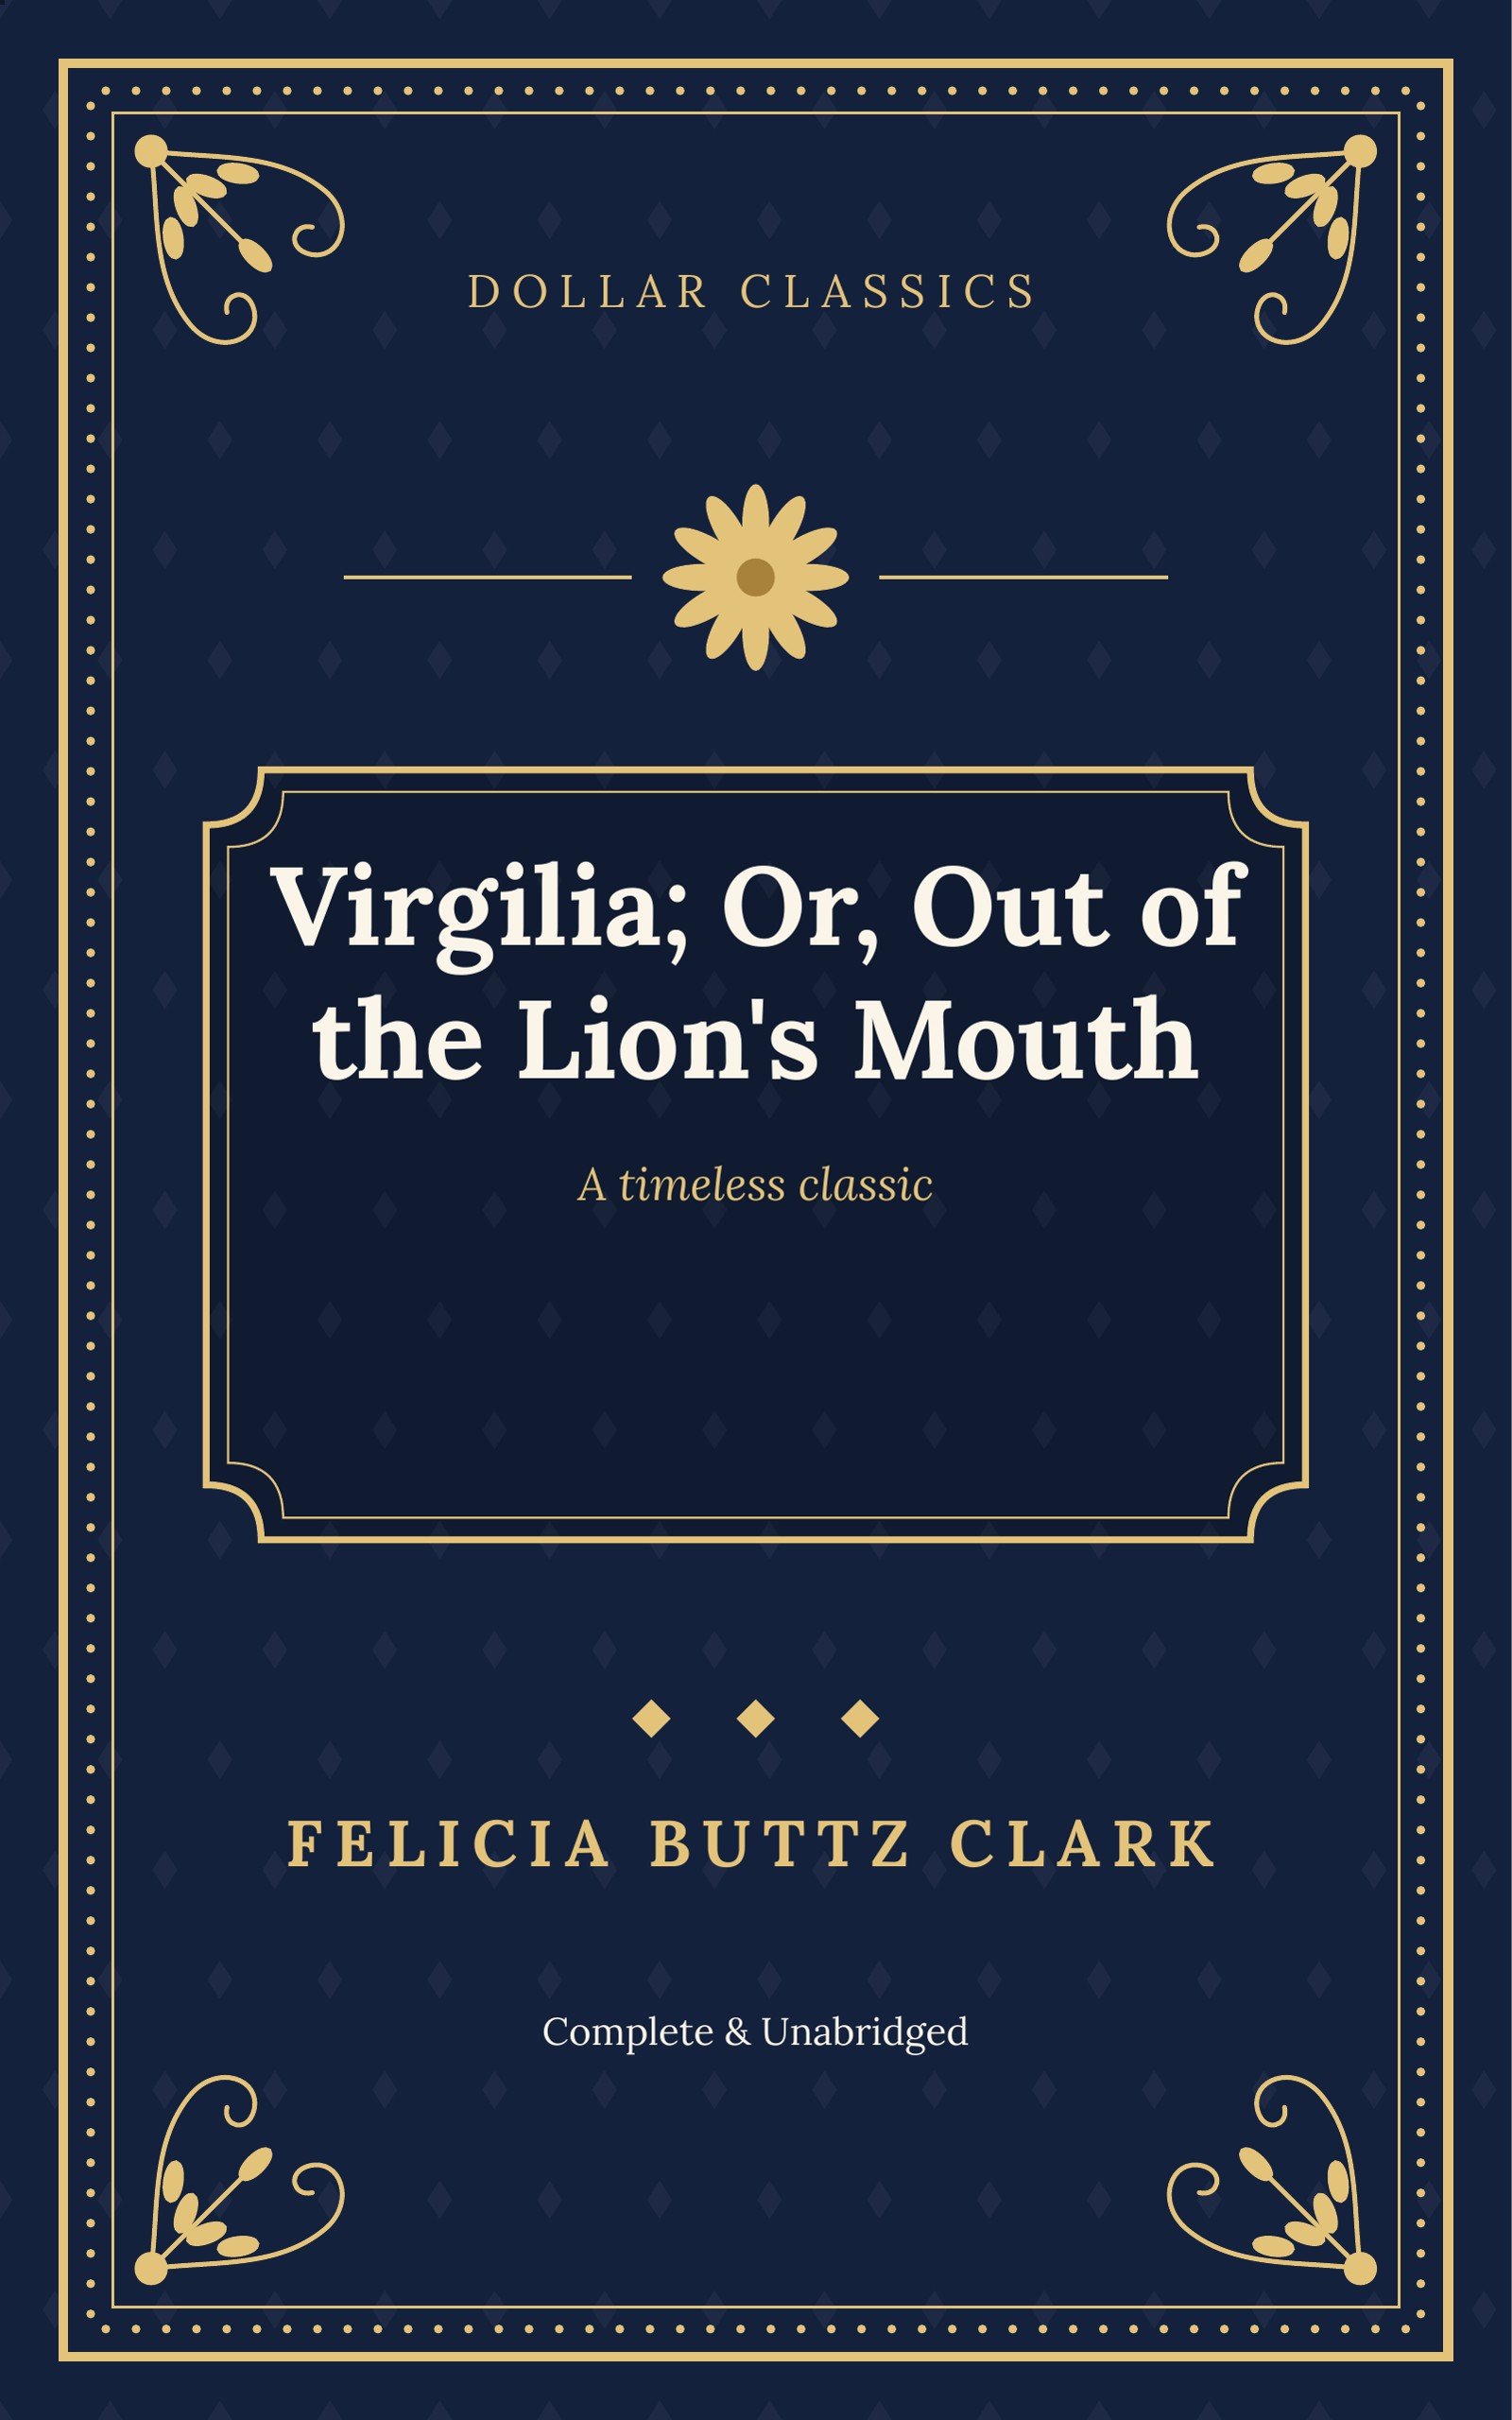 DOLLAR CLASSICS
Virgilia; Or, Out of
the Lion's Mouth
A timeless classic
FELICIA BUTTZ CLARK
Complete & Unabridged